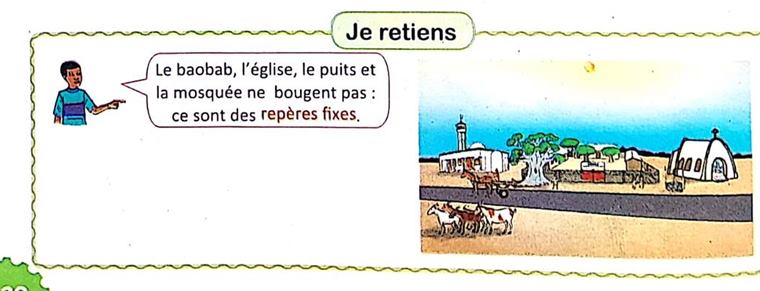 Je retiens
Le baobab, l'église, le puits et
la mosquée ne bougent pas :
ce sont des repères fixes.